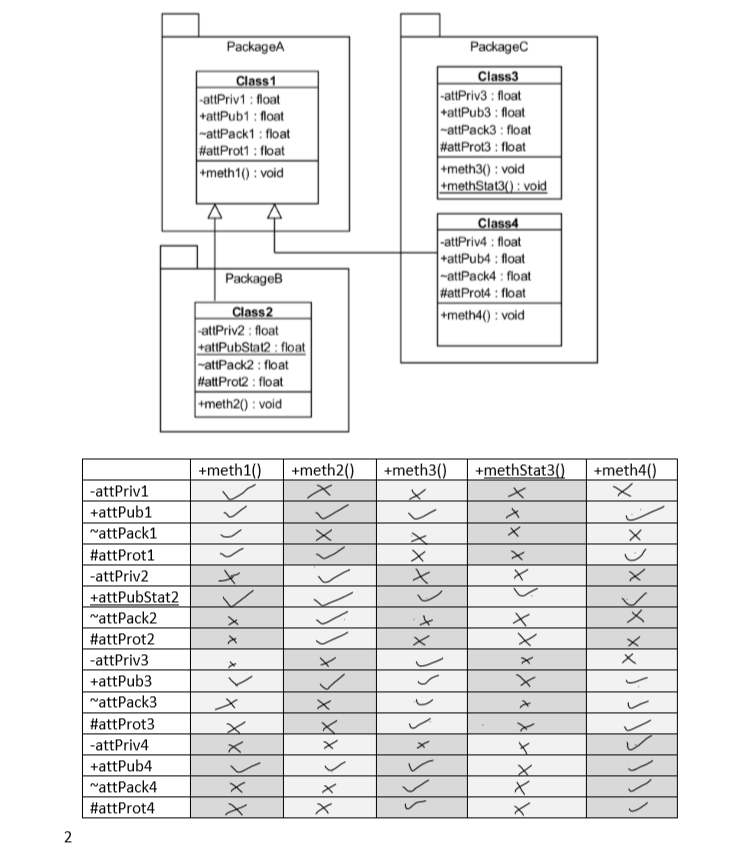 PackageA
Class1
-attPriv1 : float
+attPub1 : float
~attPack1 : float
#attProt1 : float
+meth1() : void
PackageC
Class3
-attPriv3 : float
+attPub3 : float
~attPack3 : float
#attProt3 : float
+meth3() : void
+methStat3() : void
Class4
-attPriv4 : float
+attPub4 : float
~attPack4 : float
#attProt4 : float
+meth4() : void
PackageB
Class2
-attPriv2 : float
+attPubStat2 : float
~attPack2 : float
#attProt2 : float
+meth2() : void
+meth1() +meth2() +meth3() +methStat3() +meth4()
-attPriv1 ✓ ✗ ✗ ✗ ✗
+attPub1 ✓ ✓ ✓ ✗ ✓
~attPack1 ✓ ✗ ✗ ✗ ✗
#attProt1 ✓ ✓ ✗ ✗ ✓
-attPriv2 ✗ ✓ ✗ ✗ ✗
+attPubStat2 ✓ ✓ ✓ ✓ ✓
~attPack2 ✗ ✓ ✗ ✗ ✗
#attProt2 ✗ ✓ ✗ ✗ ✗
-attPriv3 ✗ ✗ ✓ ✗ ✗
+attPub3 ✓ ✓ ✓ ✗ ✓
~attPack3 ✗ ✗ ✓ ✗ ✓
#attProt3 ✗ ✗ ✓ ✗ ✓
-attPriv4 ✗ ✗ ✗ ✗ ✓
+attPub4 ✓ ✓ ✓ ✗ ✓
~attPack4 ✗ ✗ ✓ ✗ ✓
#attProt4 ✗ ✗ ✓ ✗ ✓
2